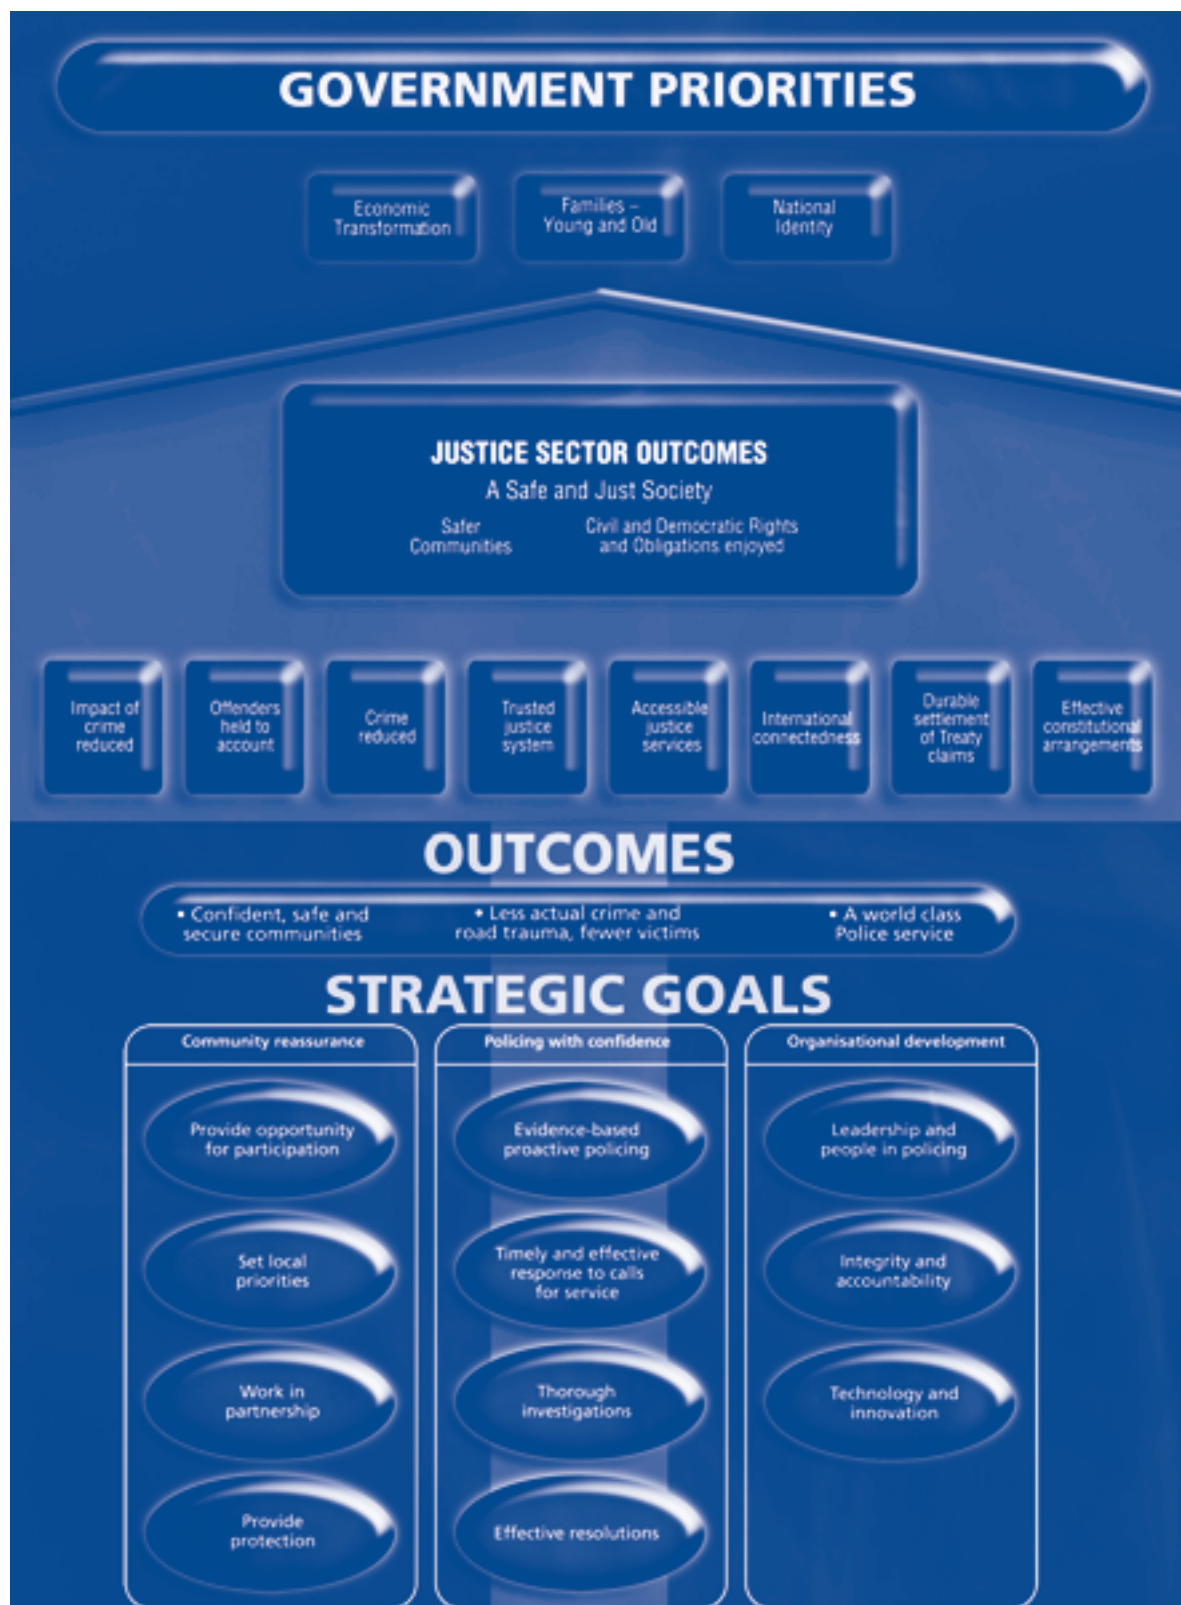 GOVERNMENT PRIORITIES
Economic
Transformation
Families –
Young and Old
National
Identity
JUSTICE SECTOR OUTCOMES
A Safe and Just Society
Safer
Communities
Civil and Democratic Rights
and Obligations enjoyed
Impact of
crime
reduced
Offenders
held to
account
Crime
reduced
Trusted
justice
system
Accessible
justice
services
International
connectedness
Durable
settlement
of Treaty
claims
Effective
constitutional
arrangements
OUTCOMES
• Confident, safe and
secure communities
• Less actual crime and
road trauma, fewer victims
• A world class
Police service
STRATEGIC GOALS
Community reassurance
Provide opportunity
for participation
Set local
priorities
Work in
partnership
Provide
protection
Policing with confidence
Evidence-based
proactive policing
Timely and effective
response to calls
for service
Thorough
investigations
Effective resolutions
Organisational development
Leadership and
people in policing
Integrity and
accountability
Technology and
innovation